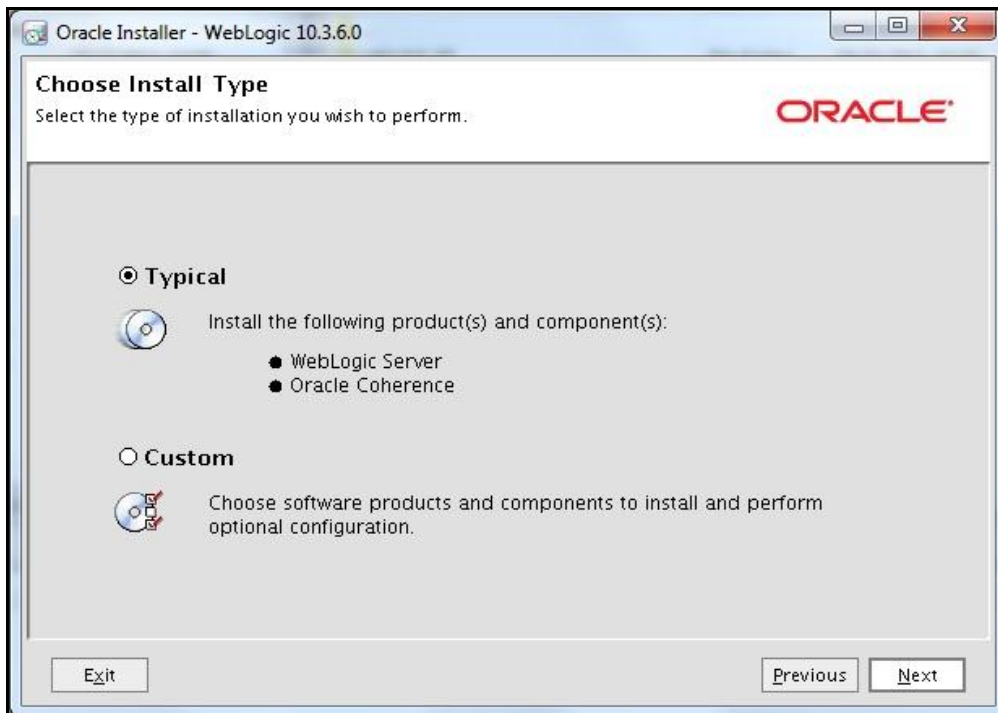 Oracle Installer - WebLogic 10.3.6.0
Choose Install Type
Select the type of installation you wish to perform.
ORACLE
Typical
Install the following product(s) and component(s):
WebLogic Server
Oracle Coherence
Custom
Choose software products and components to install and perform
optional configuration.
Exit
Previous
Next